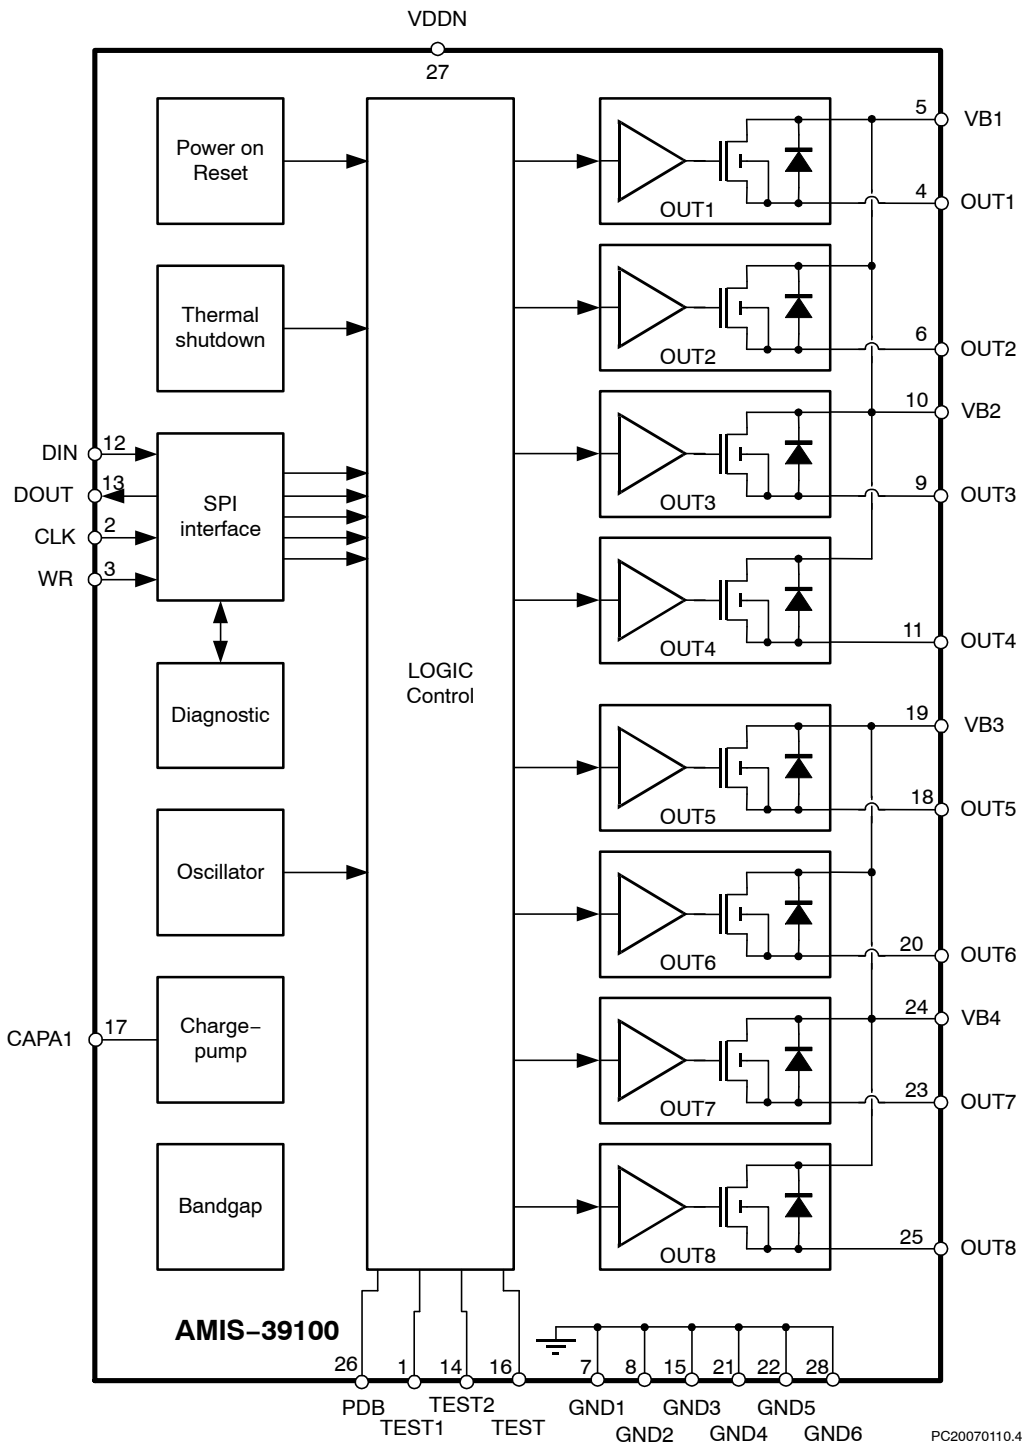 VDDN
27
Power on
Reset
Thermal
shutdown
DIN
12
DOUT
13
CLK
2
WR
3
SPI
interface
Diagnostic
Oscillator
CAPA1
17
Charge–
pump
Bandgap
LOGIC
Control
OUT1
5
VB1
4
OUT1
OUT2
6
OUT2
10
VB2
OUT3
9
OUT3
OUT4
11
OUT4
19
VB3
OUT5
18
OUT5
OUT6
20
OUT6
24
VB4
OUT7
23
OUT7
OUT8
25
OUT8
AMIS–39100
26
1
14
16
7
8
15
21
22
28
PDB
TEST1
TEST2
TEST
GND1
GND2
GND3
GND4
GND5
GND6
PC20070110.4